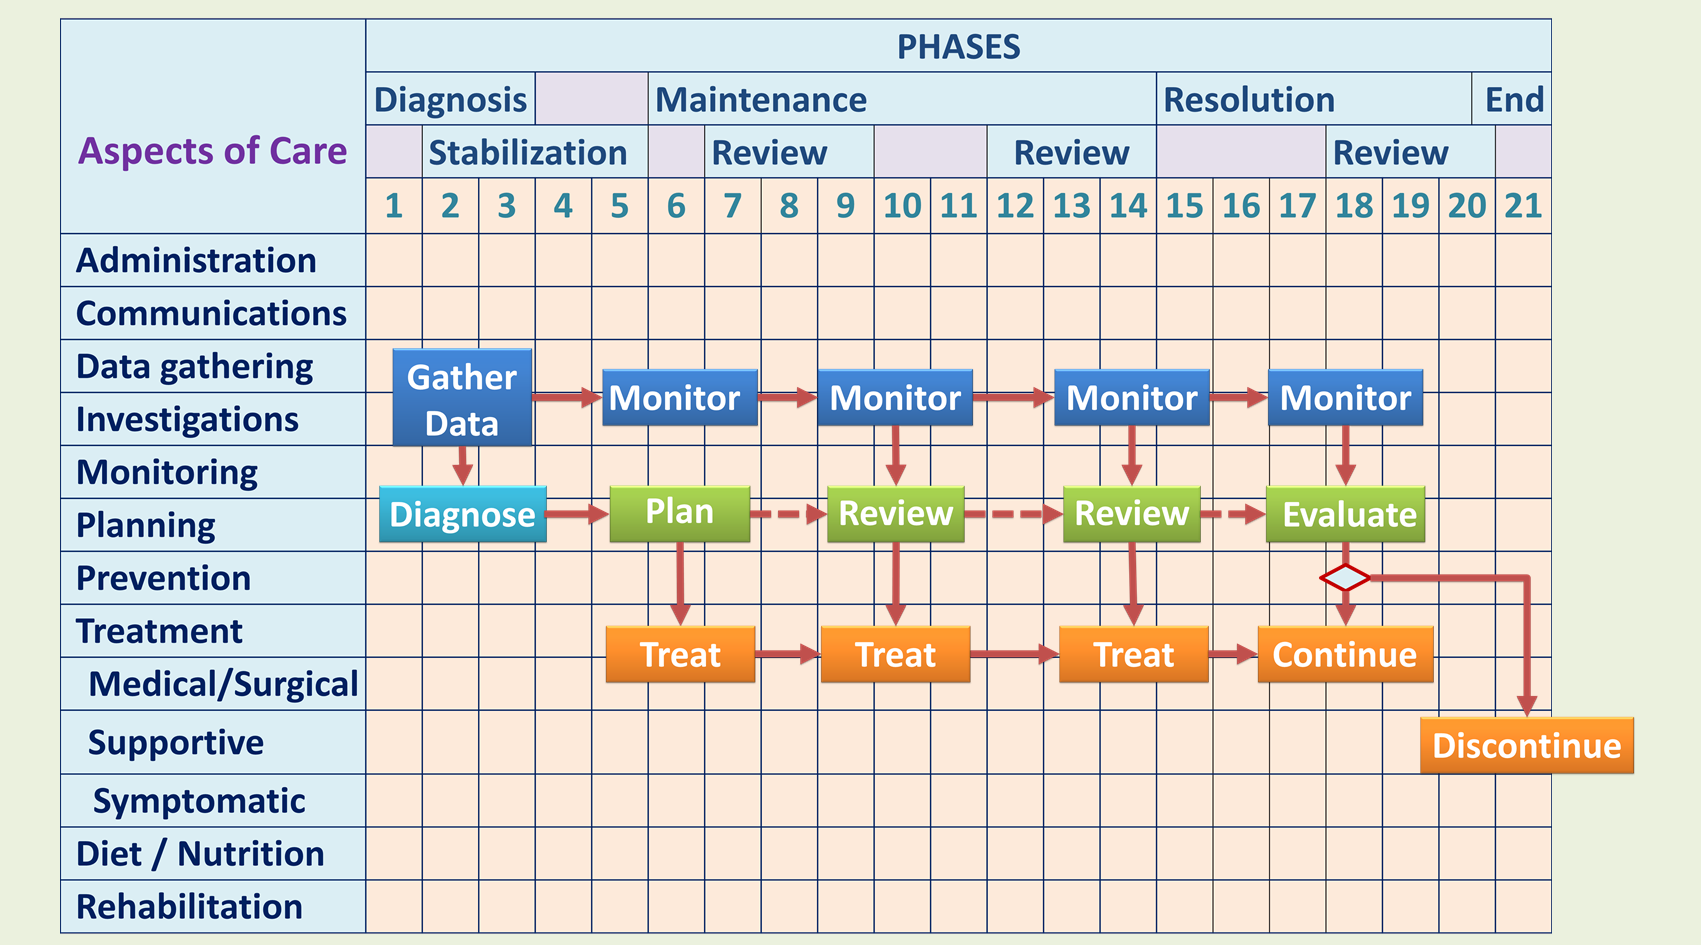 PHASES
Diagnosis Maintenance Resolution End
Aspects of Care
Stabilization Review Review Review
1 2 3 4 5 6 7 8 9 10 11 12 13 14 15 16 17 18 19 20 21
Administration
Communications
Data gathering
Gather
Data
Monitor Monitor Monitor Monitor
Investigations
Monitoring
Diagnose Plan Review Review Evaluate
Planning
Prevention
Treatment
Treat Treat Treat Continue
Medical/Surgical
Supportive
Discontinue
Symptomatic
Diet / Nutrition
Rehabilitation